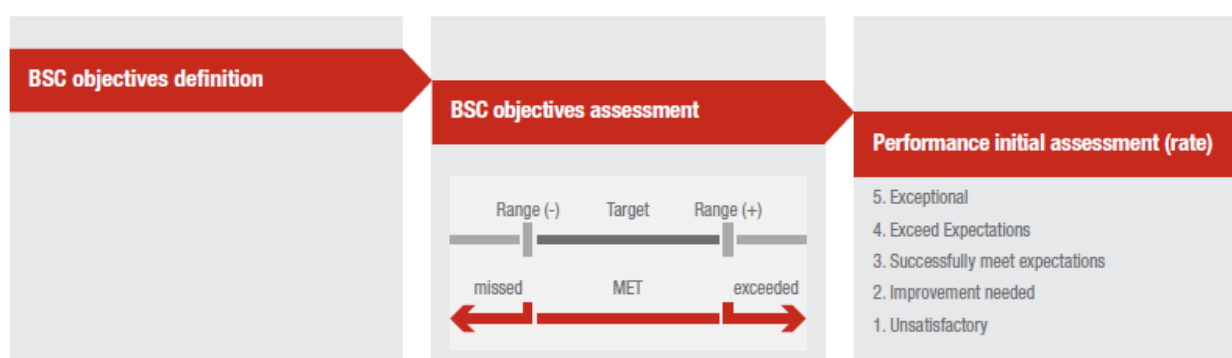 BSC objectives definition
BSC objectives assessment
Range (-) Target Range (+)
missed MET exceeded
Performance initial assessment (rate)
5. Exceptional
4. Exceed Expectations
3. Successfully meet expectations
2. Improvement needed
1. Unsatisfactory